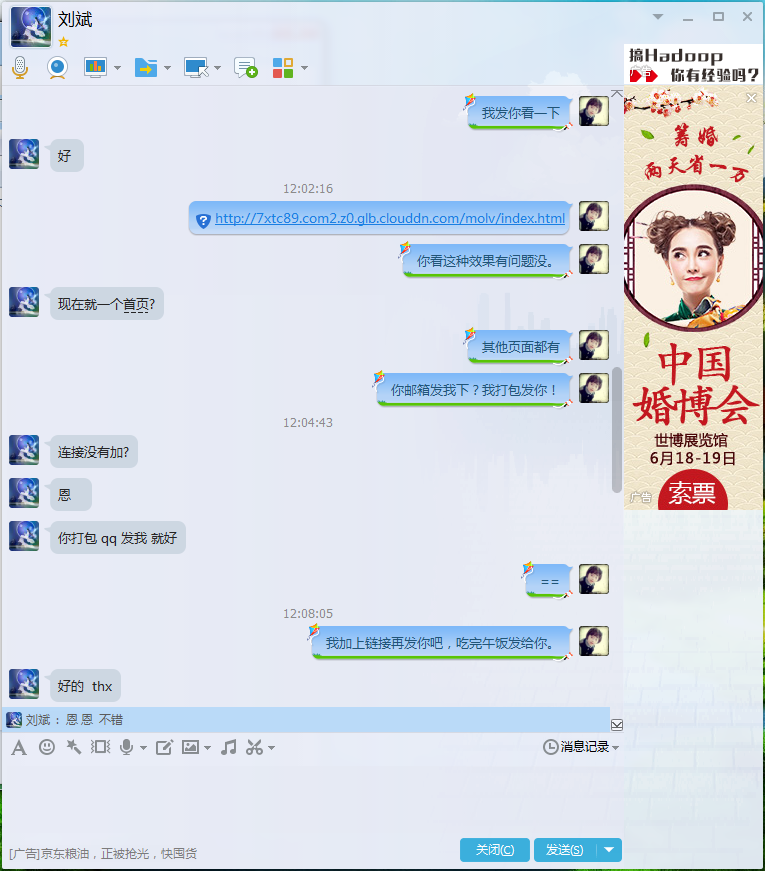 刘斌
我发你看一下
好
12:02:16
http://7xtc89.com2.z0.glb.clouddn.com/molv/index.html
你看这种效果有问题没。
现在就一个首页?
其他页面都有
你邮箱发我下？我打包发你！
12:04:43
连接没有加?
恩
你打包 qq 发我 就好
==
12:08:05
我加上链接再发你吧，吃完午饭发给你。
好的 thx
刘斌：恩恩 不错
消息记录
[广告]京东粮油，正被抢光，快囤货
关闭(C)
发送(S)
搞Hadoop
你有经验吗?
筹婚
两天省一万
中国
婚博会
世博展览馆
6月18-19日
广告
索票